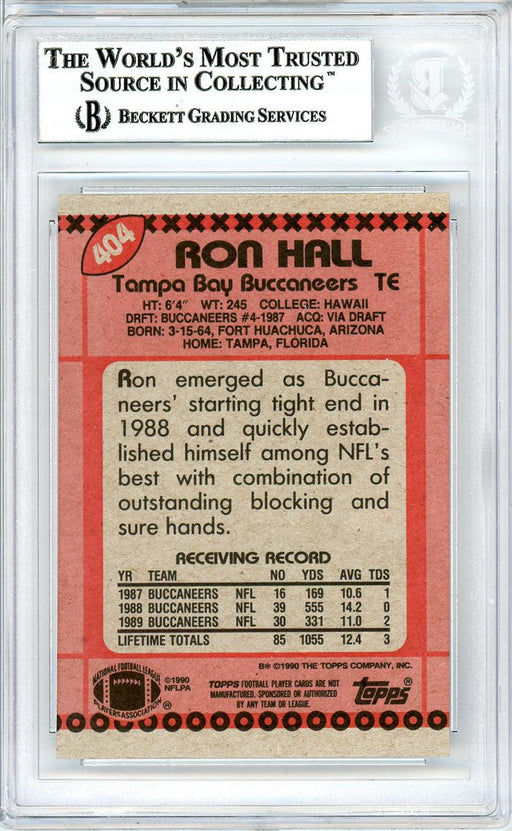 THE WORLD'S MOST TRUSTED
SOURCE IN COLLECTING™
B BECKETT GRADING SERVICES
404
RON HALL
Tampa Bay Buccaneers TE
HT: 6'4" WT: 245 COLLEGE: HAWAII
DRFT: BUCCANEERS #4-1987 ACQ: VIA DRAFT
BORN: 3-15-64, FORT HUACHUCA, ARIZONA
HOME: TAMPA, FLORIDA
Ron emerged as Bucca-
neers' starting tight end in
1988 and quickly estab-
lished himself among NFL's
best with combination of
outstanding blocking and
sure hands.
RECEIVING RECORD
YR TEAM NO YDS AVG TDS
1987 BUCCANEERS NFL 16 169 10.6 1
1988 BUCCANEERS NFL 39 555 14.2 0
1989 BUCCANEERS NFL 30 331 11.0 2
LIFETIME TOTALS 85 1055 12.4 3
B* ©1990 THE TOPPS COMPANY, INC.
NATIONAL FOOTBALL LEAGUE
PLAYERS ASSOCIATION ®
©1990
NFLPA
TOPPS FOOTBALL PLAYER CARDS ARE NOT
MANUFACTURED, SPONSORED OR AUTHORIZED
BY ANY TEAM OR LEAGUE.
topps®